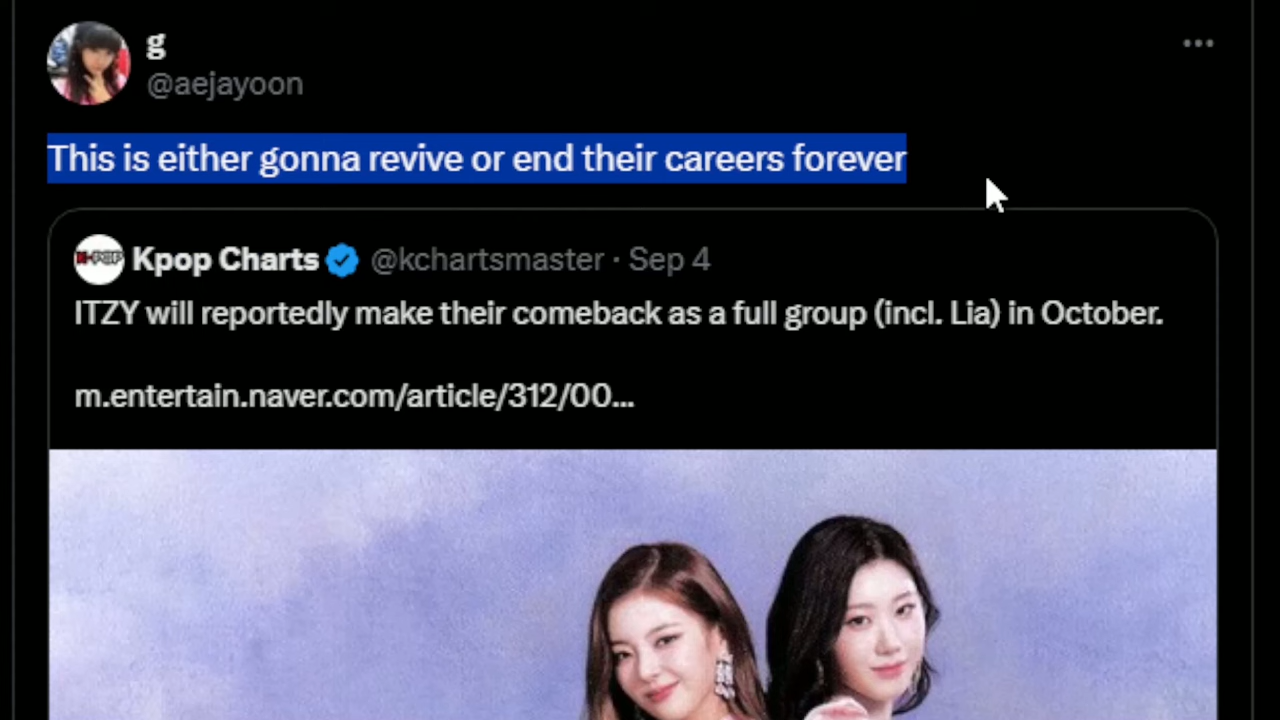 g
@aejayoon
This is either gonna revive or end their careers forever
K-POP
Kpop Charts @kchartsmaster · Sep 4
ITZY will reportedly make their comeback as a full group (incl. Lia) in October.
m.entertain.naver.com/article/312/00...